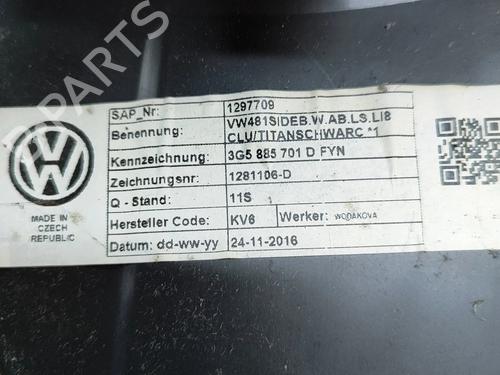 MADE IN
CZECH
REPUBLIC
SAP_Nr: 1297709
Benennung: VW481SIDEB.W.AB.LS.LI8
CLU/TITANSCHWARC *1
Kennzeichnung: 3G5 885 701 D FYN
Zeichnungsnr: 1281106-D
Q - Stand: 11S
Hersteller Code: KV6 Werker: WODAKOVA
Datum: dd-ww-yy 24-11-2016
B-PARTS